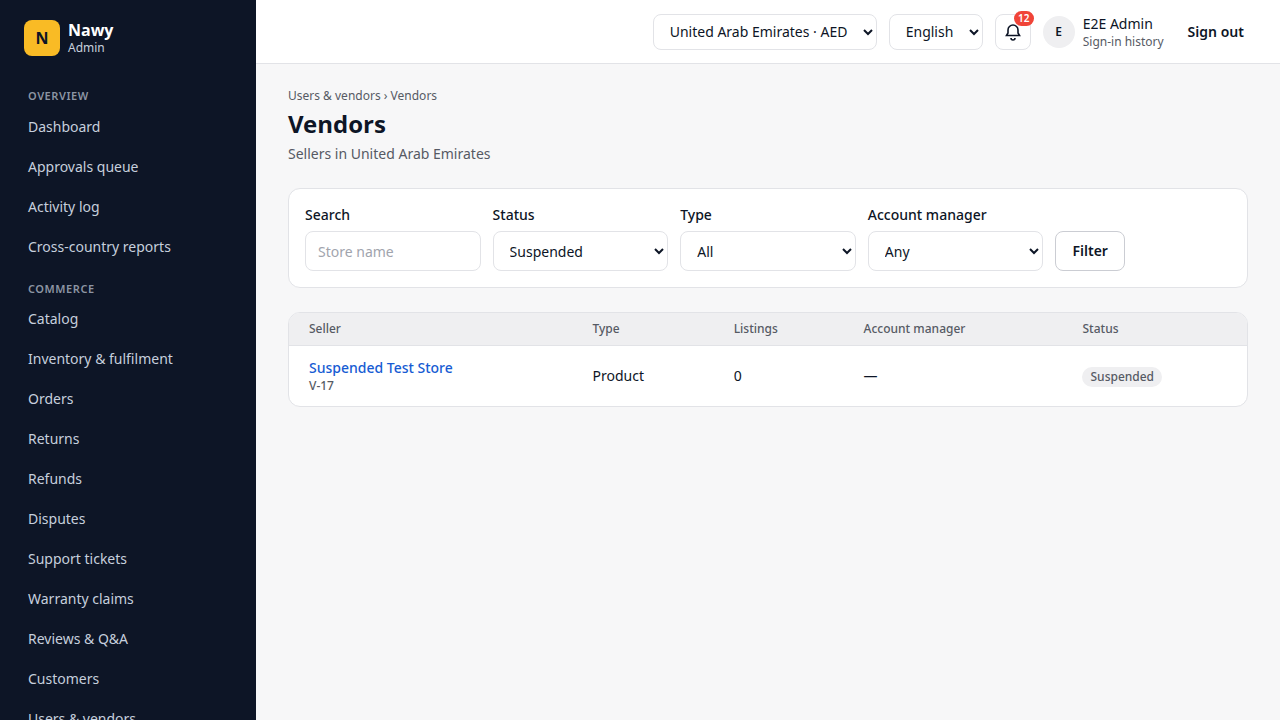 N
Nawy
Admin
OVERVIEW
Dashboard
Approvals queue
Activity log
Cross-country reports
COMMERCE
Catalog
Inventory & fulfilment
Orders
Returns
Refunds
Disputes
Support tickets
Warranty claims
Reviews & Q&A
Customers
Users & vendors
United Arab Emirates · AED
English
12
E
E2E Admin
Sign-in history
Sign out
Users & vendors › Vendors
Vendors
Sellers in United Arab Emirates
Search Status Type Account manager
Store name Suspended All Any Filter
Seller Type Listings Account manager Status
Suspended Test Store Product 0 — Suspended
V-17